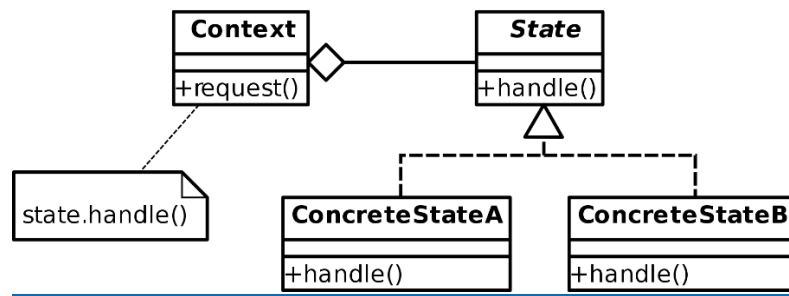 Context
State
+request()
+handle()
state.handle()
ConcreteStateA
ConcreteStateB
+handle()
+handle()